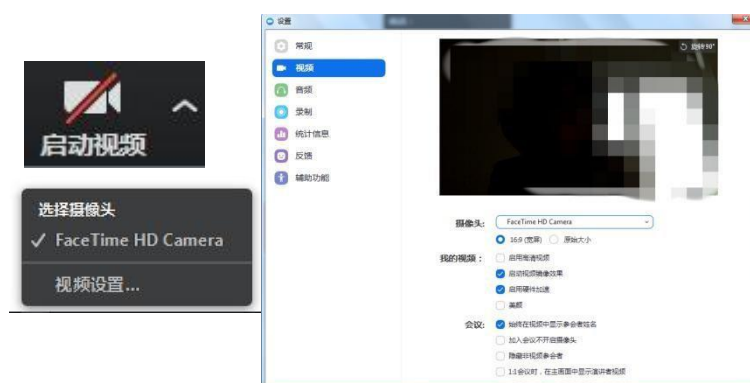 启动视频
选择摄像头
✓ FaceTime HD Camera
视频设置...
设置
常规
视频
音频
录制
统计信息
反馈
辅助功能
摄像头:
FaceTime HD Camera
16:9 (宽屏)
原始大小
我的视频：
启用高清视频
启动视频镜像效果
启用硬件加速
美颜
会议:
始终在视频中显示参会者姓名
加入会议不开启摄像头
隐藏非视频参会者
1:1会议时，在主画面中显示演讲者视频